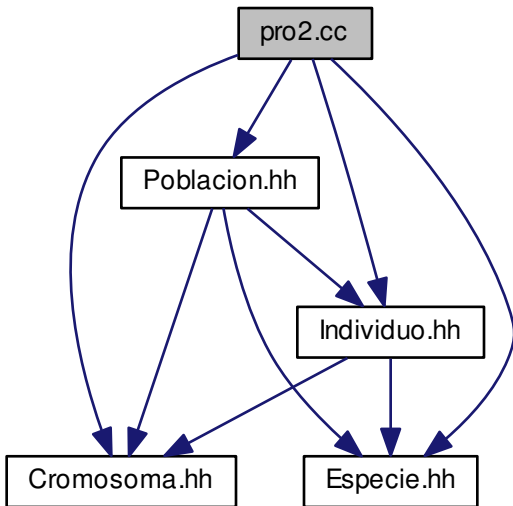 pro2.cc
Poblacion.hh
Individuo.hh
Cromosoma.hh
Especie.hh